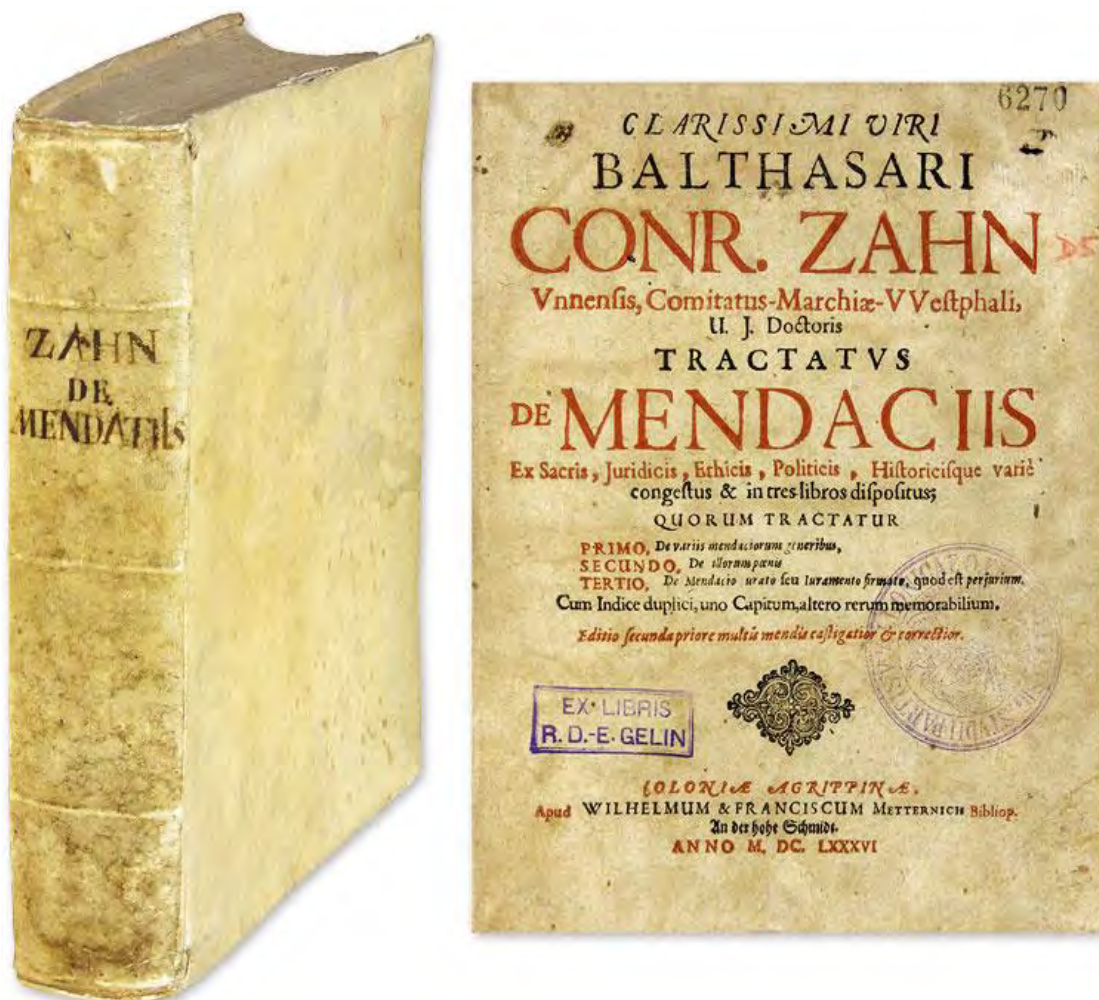 ZAHN
DE
MENDATIIS
6270
CLARISSIMI VIRI
BALTHASARI
CONR. ZAHN
Vnnenſis, Comitatus-Marchiæ-VVeſtphali,
U. J. Doctoris
TRACTATVS
DE MENDACIIS
Ex Sacris, Juridicis, Ethicis, Politicis, Hiſtoriciſque variè
congeſtus & in tres libros diſpoſitus;
QUORUM TRACTATUR
PRIMO, De variis mendaciorum generibus,
SECUNDO, De illorum pœnis
TERTIO, De Mendacio urato ſeu Iuramento firmato, quod eſt perjurium.
Cum Indice duplici, uno Capitum, altero rerum memorabilium.
Editio ſecunda priore multis mendis caſtigatior & correctior.
EX-LIBRIS
R. D.-E. GELIN
COLONIÆ AGRIPPINÆ,
Apud WILHELMUM & FRANCISCUM METTERNICH Bibliop.
An der hohe Schmidt.
ANNO M. DC. LXXXVI